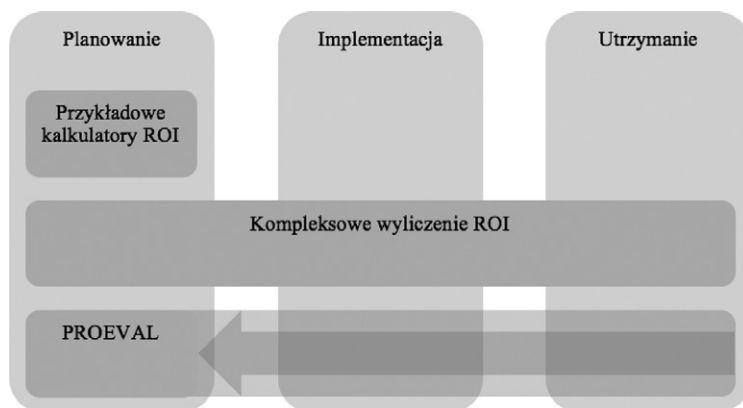 Planowanie
Implementacja
Utrzymanie
Przykładowe
kalkulatory ROI
Kompleksowe wyliczenie ROI
PROEVAL